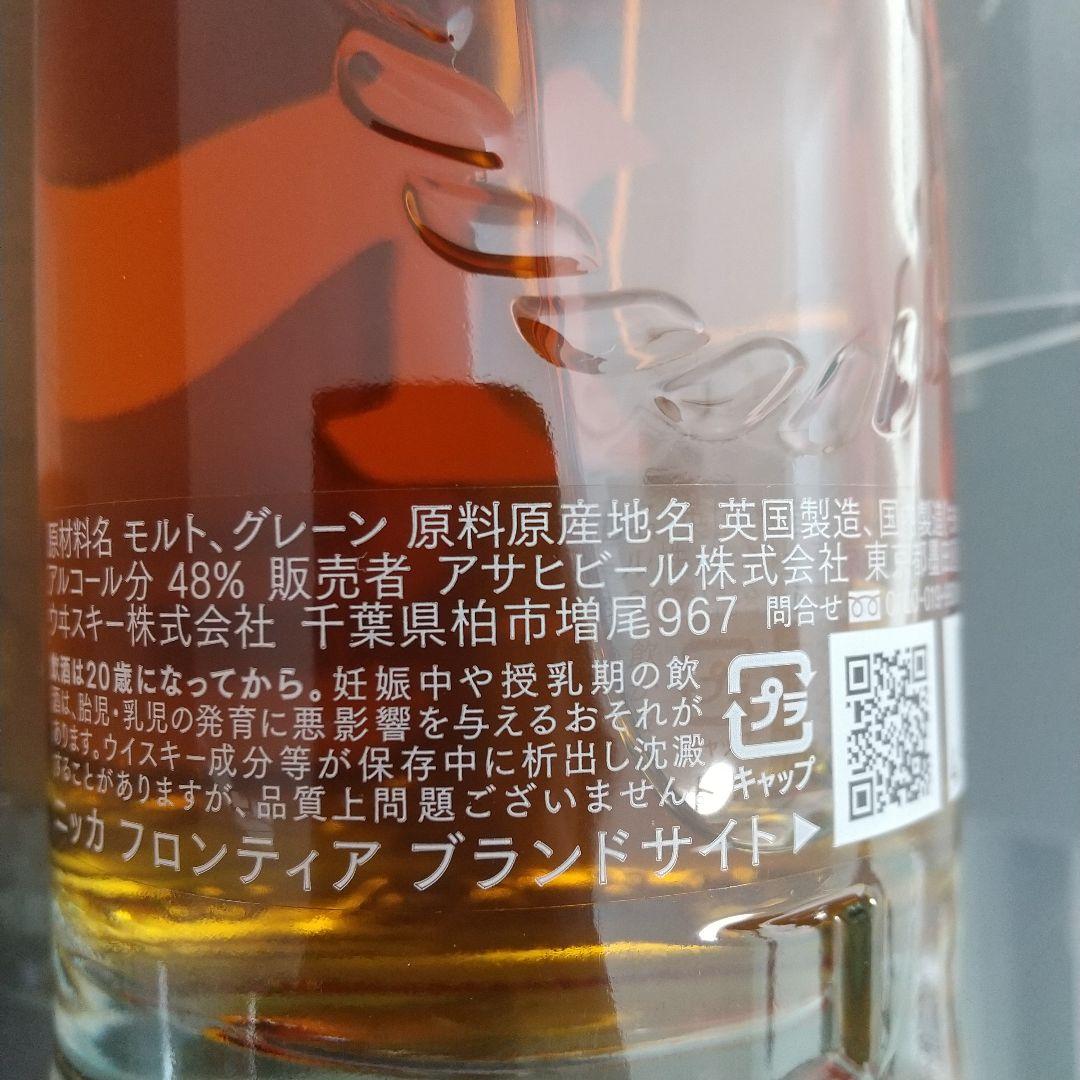 原材料名 モルト、グレーン 原料原産地名 英国製造、国
アルコール分 48% 販売者 アサヒビール株式会社 東京都墨田
ウヰスキー株式会社 千葉県柏市増尾967 問合せ
飲酒は20歳になってから。妊娠中や授乳期の飲
酒は、胎児・乳児の発育に悪影響を与えるおそれが
あります。ウイスキー成分等が保存中に析出し沈澱
することがありますが、品質上問題ございません。
プラ
キャップ
ニッカ フロンティア ブランドサイト▶